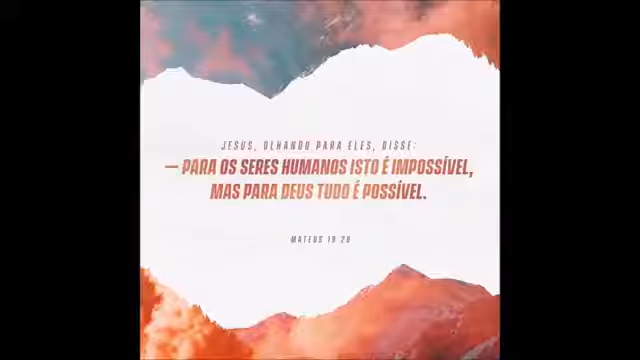 JESUS, OLHANDO PARA ELES, DISSE:
— PARA OS SERES HUMANOS ISTO É IMPOSSÍVEL,
MAS PARA DEUS TUDO É POSSÍVEL.
MATEUS 19 26